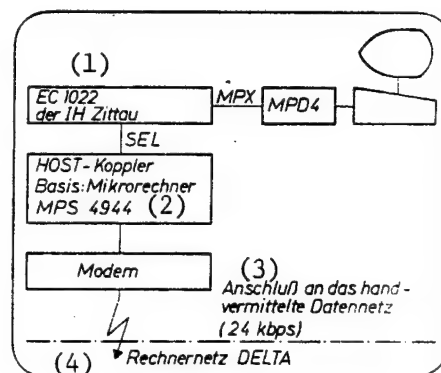 (1)
EC 1022
der IH Zittau
MPX
MPD4
SEL
HOST-Koppler
Basis: Mikrorechner
MPS 4944 (2)
Modem
(3)
Anschluß an das hand-
vermittelte Datennetz
(24 kbps)
(4) Rechnernetz DELTA